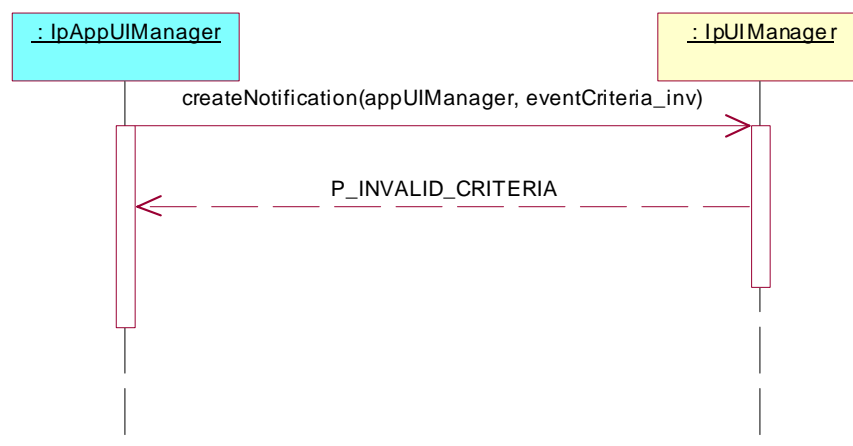 : IpAppUIManager
: IpUIManager
createNotification(appUIManager, eventCriteria_inv)
P_INVALID_CRITERIA